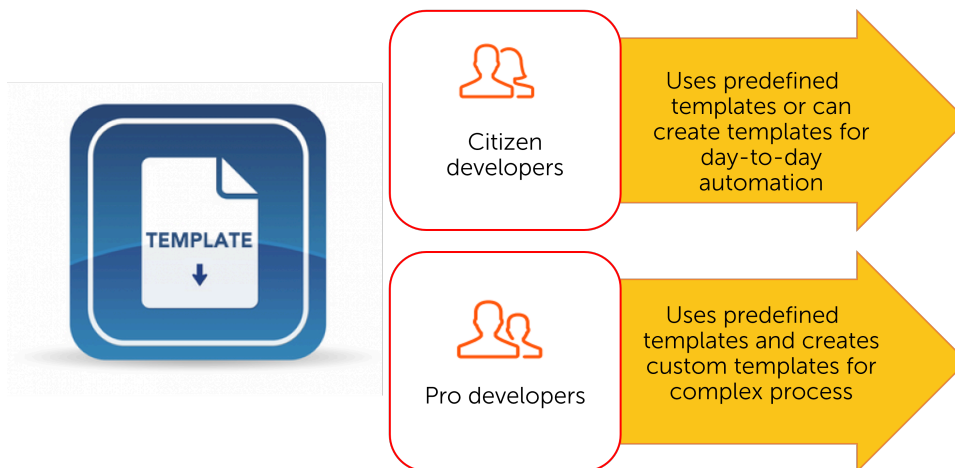 TEMPLATE
Citizen
developers
Uses predefined
templates or can
create templates for
day-to-day
automation
Pro developers
Uses predefined
templates and creates
custom templates for
complex process